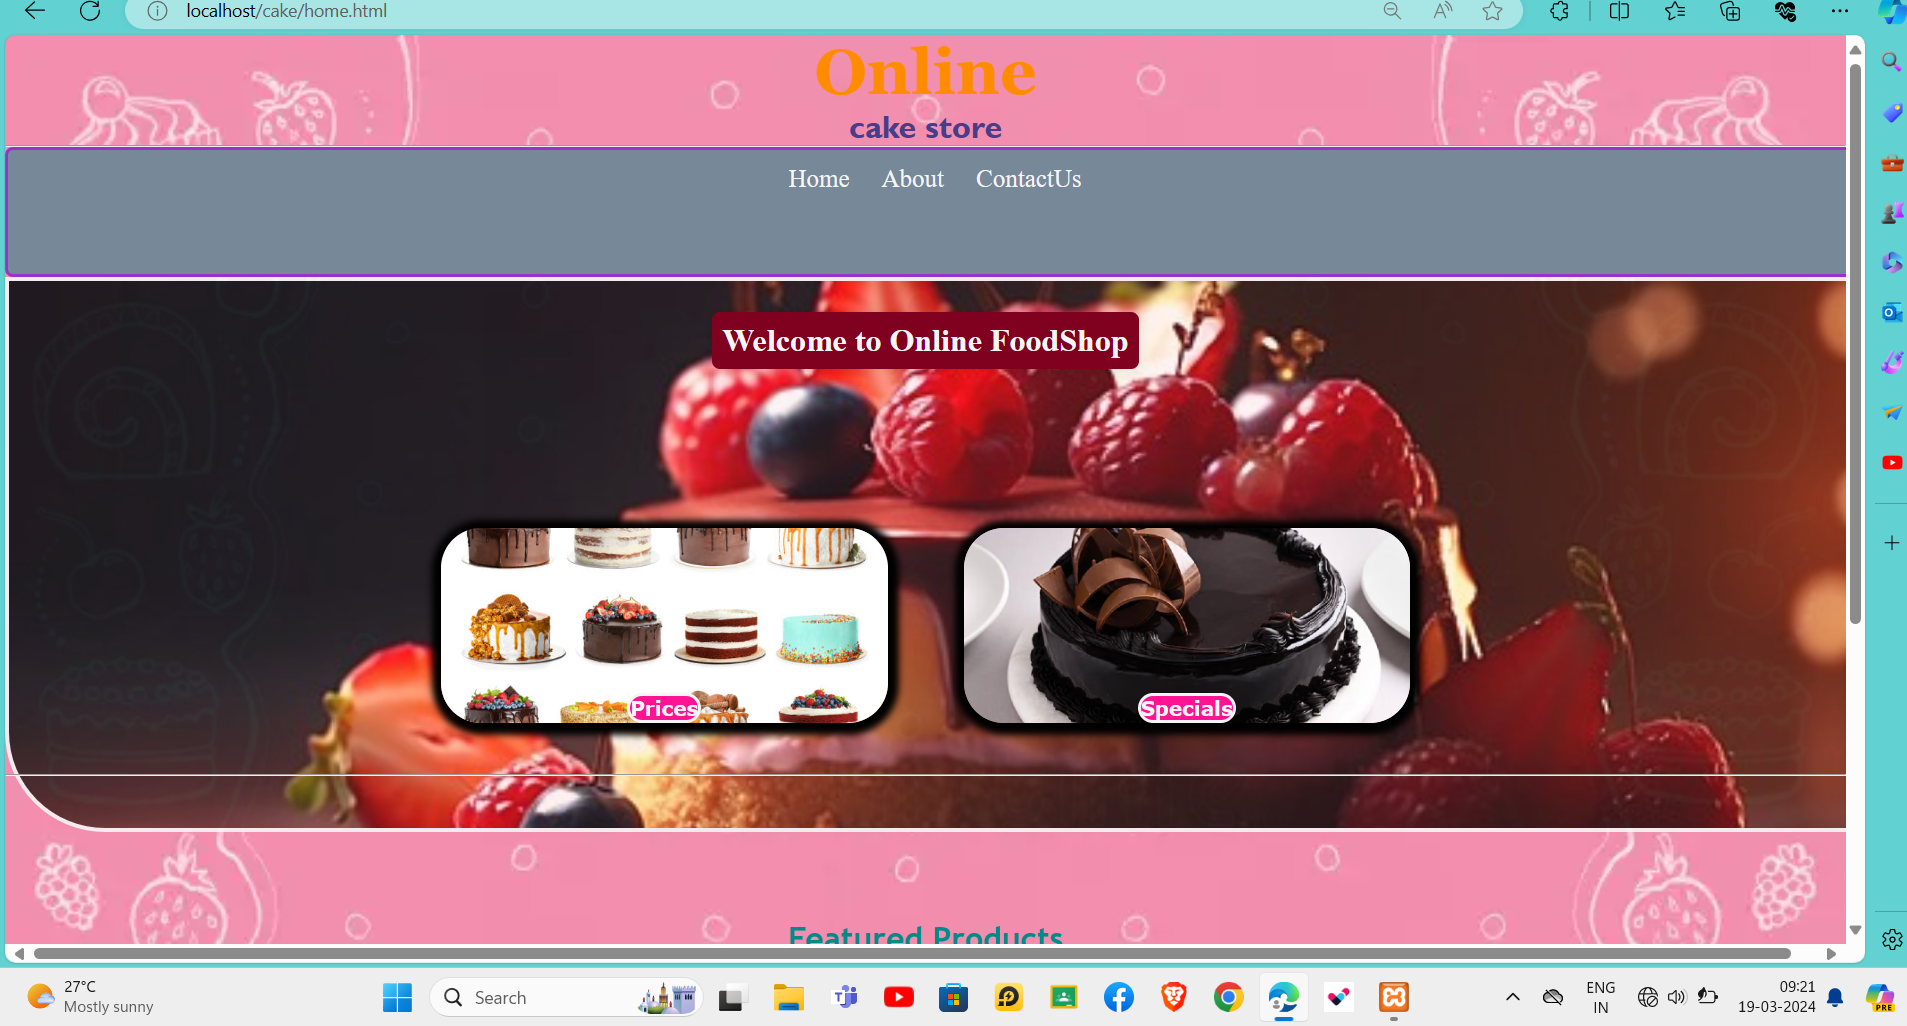 localhost/cake/home.html
Online
cake store
Home About ContactUs
Welcome to Online FoodShop
Prices
Specials
Featured Products
27°C
Mostly sunny
Search
ENG
IN
09:21
19-03-2024
PRE